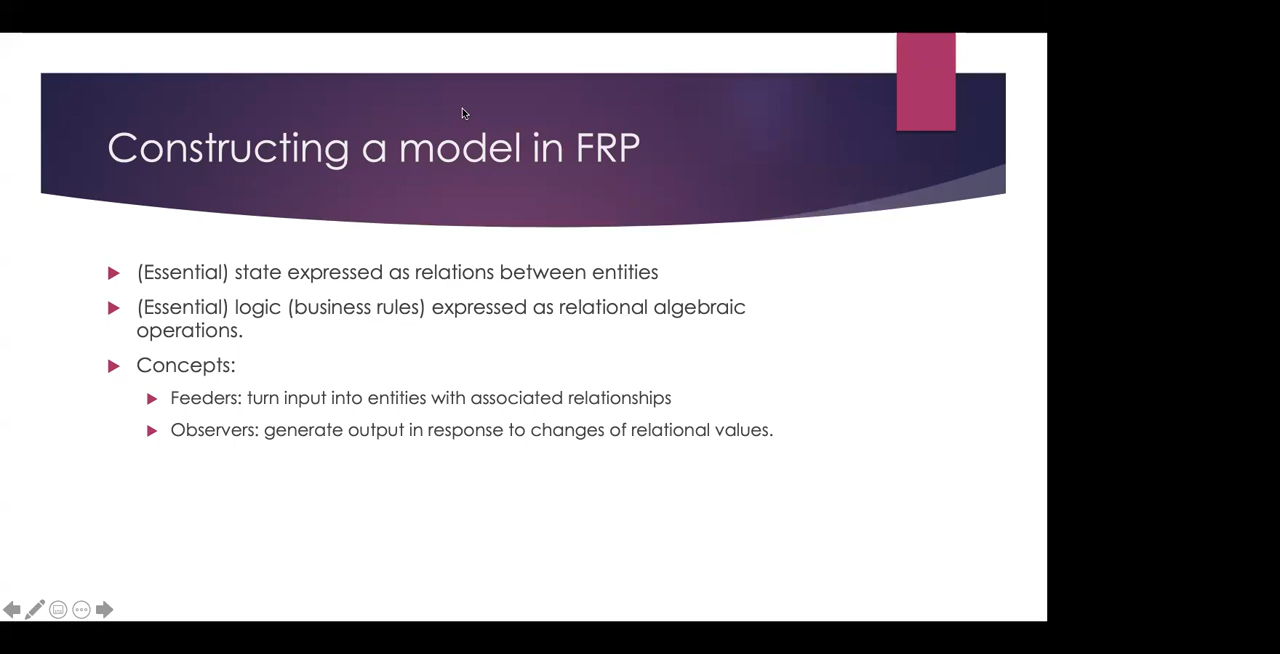 Constructing a model in FRP
(Essential) state expressed as relations between entities
(Essential) logic (business rules) expressed as relational algebraic
operations.
Concepts:
Feeders: turn input into entities with associated relationships
Observers: generate output in response to changes of relational values.